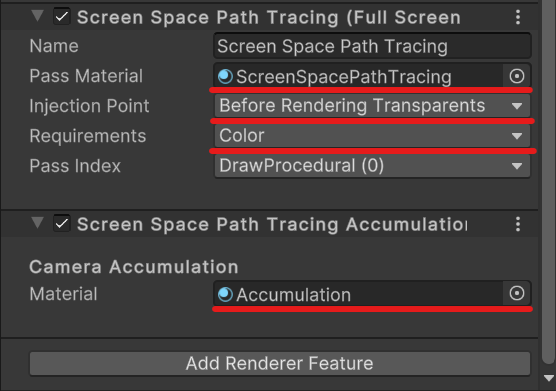 Screen Space Path Tracing (Full Screen
Name Screen Space Path Tracing
Pass Material ScreenSpacePathTracing
Injection Point Before Rendering Transparents
Requirements Color
Pass Index DrawProcedural (0)
Screen Space Path Tracing Accumulation
Camera Accumulation
Material Accumulation
Add Renderer Feature